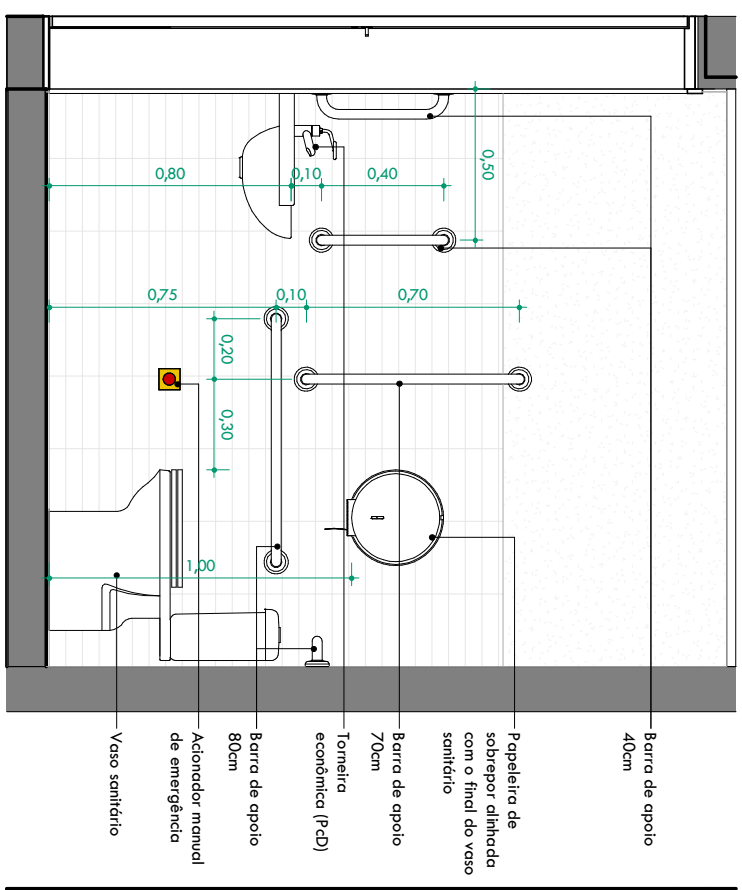 0,80
0,10
0,40
0,50
0,75
0,10
0,70
0,20
0,30
1,00
Barra de apoio
40cm
Papeleira de
sobrepor alinhada
com o final do vaso
sanitário
Barra de apoio
70cm
Torneira
econômica (PcD)
Barra de apoio
80cm
Acionador manual
de emergência
Vaso sanitário